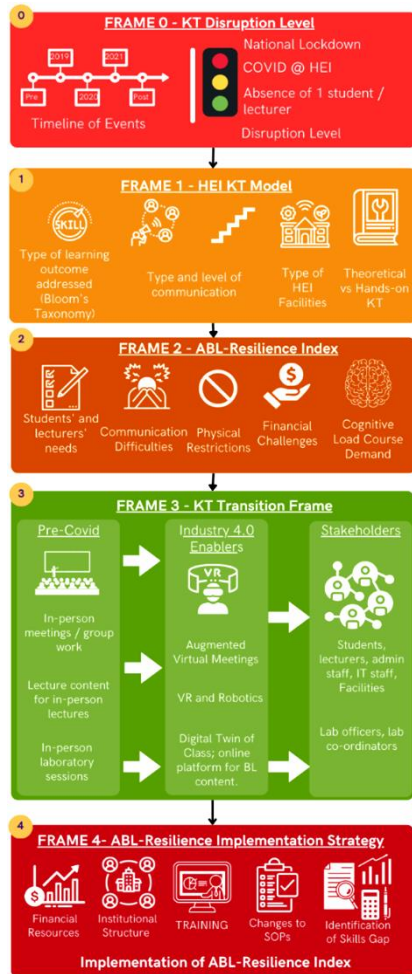 0
FRAME 0 - KT Disruption Level
2019
2021
Pre
2020
Post
Timeline of Events
National Lockdown
COVID @ HEI
Absence of 1 student /
lecturer
Disruption Level
1
FRAME 1 - HEI KT Model
SKILL
Type of learning
outcome
addressed
(Bloom's
Taxonomy)
Type and level of
communication
Type of
HEI
Facilities
Theoretical
vs Hands-on
KT
2
FRAME 2 - ABL-Resilience Index
Students' and
lecturers'
needs
Communication
Difficulties
Physical
Restrictions
$
Financial
Challenges
Cognitive
Load Course
Demand
3
FRAME 3 - KT Transition Frame
Pre-Covid
In-person
meetings / group
work
Lecture content
for in-person
lectures
In-person
laboratory
sessions
Industry 4.0
Enablers
VR
Augmented
Virtual Meetings
VR and Robotics
Digital Twin of
Class; online
platform for BL
content.
Stakeholders
Students,
lecturers, admin
staff, IT staff,
Facilities
Lab officers, lab
co-ordinators
4
FRAME 4- ABL-Resilience Implementation Strategy
$
Financial
Resources
Institutional
Structure
TRAINING
Changes to
SOPs
Identification
of Skills Gap
Implementation of ABL-Resilience Index